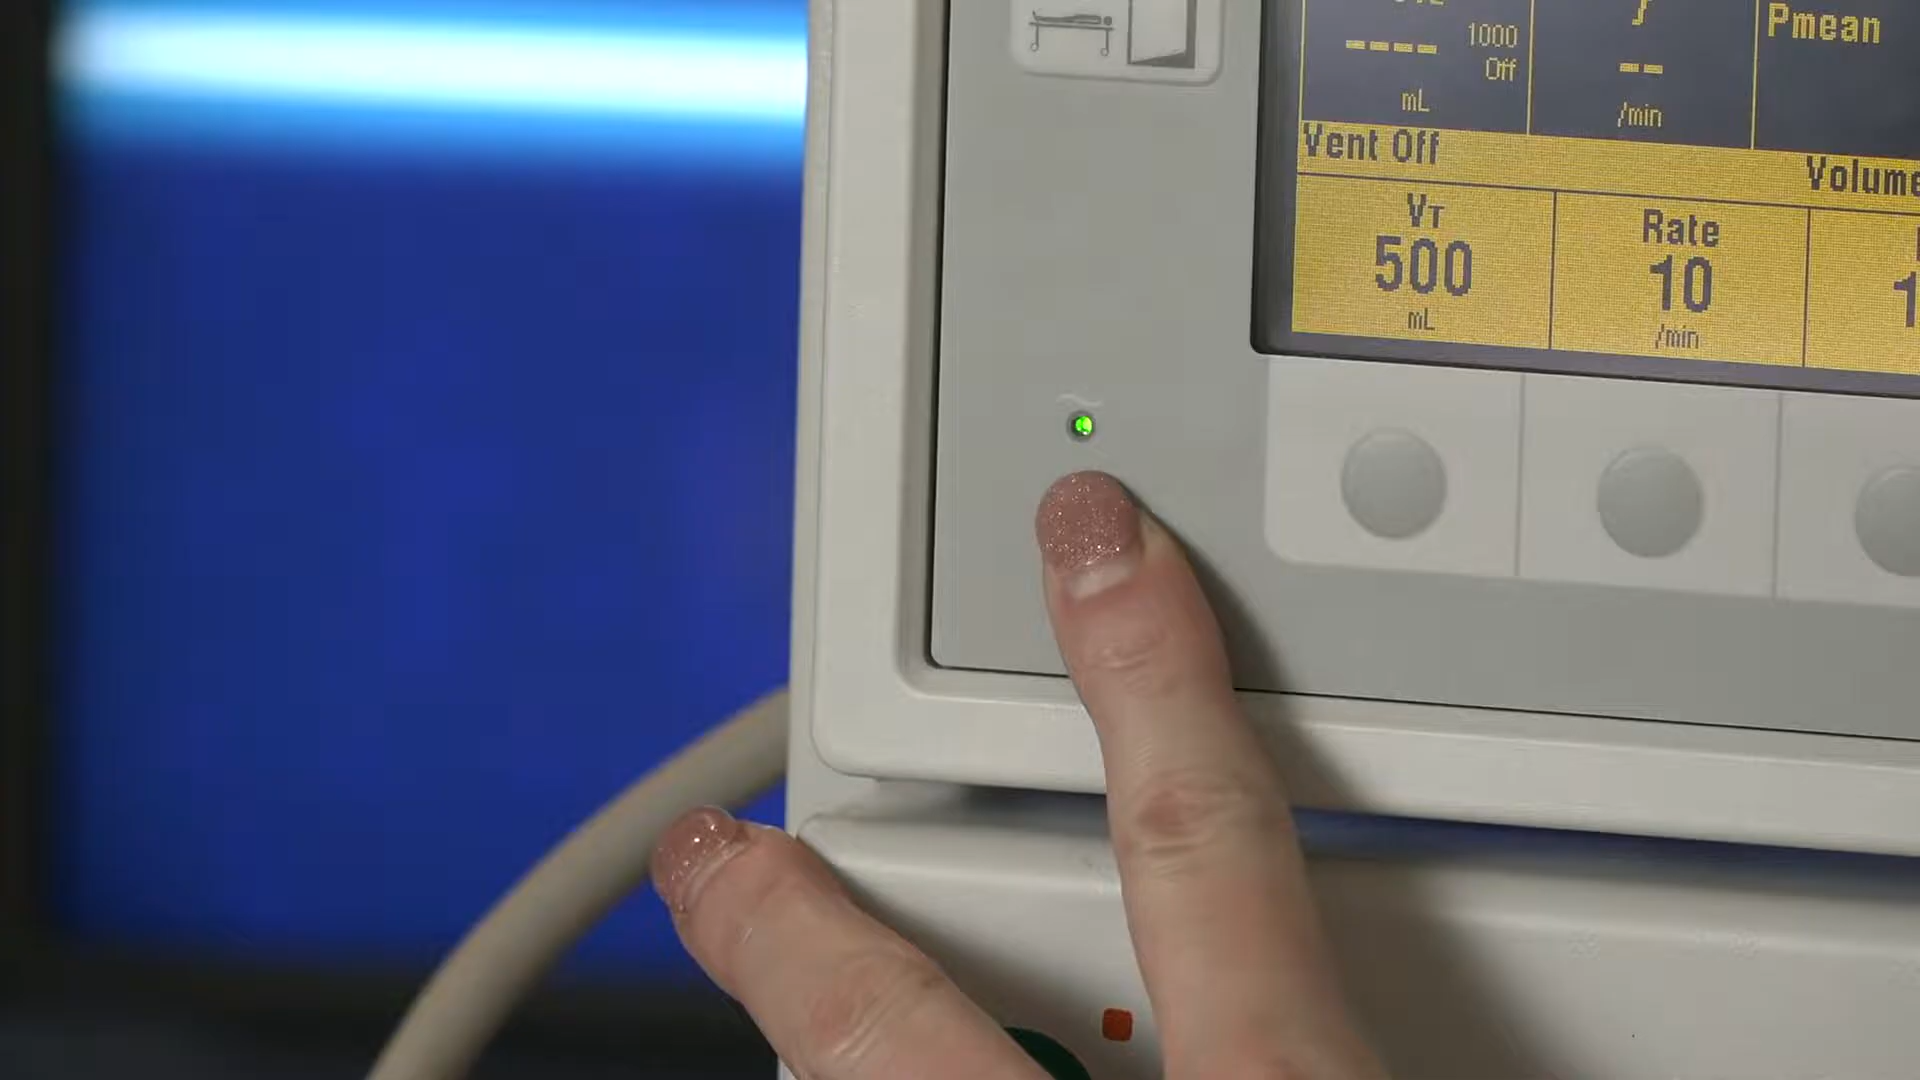 Pmean
---- 1000
Off
--
mL
/min
Vent Off
Volume
VT
Rate
500
10
mL
/min